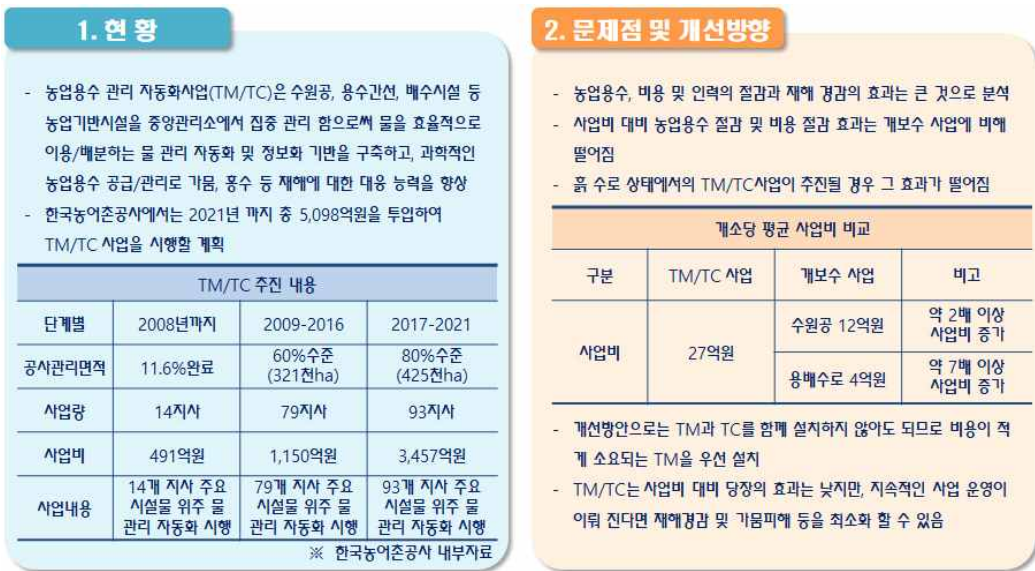 1. 현 황
- 농업용수 관리 자동화사업(TM/TC)은 수원공, 용수간선, 배수시설 등
농업기반시설을 중앙관리소에서 집중 관리 함으로써 물을 효율적으로
이용/배분하는 물 관리 자동화 및 정보화 기반을 구축하고, 과학적인
농업용수 공급/관리로 가뭄, 홍수 등 재해에 대한 대응 능력을 향상
- 한국농어촌공사에서는 2021년 까지 총 5,098억원을 투입하여
TM/TC 사업을 시행할 계획
TM/TC 추진 내용
단계별 2008년까지 2009-2016 2017-2021
공사관리면적 11.6%완료 60%수준 80%수준
(321천ha) (425천ha)
사업량 14지사 79지사 93지사
사업비 491억원 1,150억원 3,457억원
14개 지사 주요 79개 지사 주요 93개 지사 주요
사업내용 시설물 위주 물 시설물 위주 물 시설물 위주 물
관리 자동화 시행 관리 자동화 시행 관리 자동화 시행
※ 한국농어촌공사 내부자료
2. 문제점 및 개선방향
- 농업용수, 비용 및 인력의 절감과 재해 경감의 효과는 큰 것으로 분석
- 사업비 대비 농업용수 절감 및 비용 절감 효과는 개보수 사업에 비해
떨어짐
- 흙 수로 상태에서의 TM/TC사업이 추진될 경우 그 효과가 떨어짐
개소당 평균 사업비 비교
구분 TM/TC 사업 개보수 사업 비고
사업비 27억원 수원공 12억원 약 2배 이상
사업비 증가
용배수로 4억원 약 7배 이상
사업비 증가
- 개선방안으로는 TM과 TC를 함께 설치하지 않아도 되므로 비용이 적
게 소요되는 TM을 우선 설치
- TM/TC는 사업비 대비 당장의 효과는 낮지만, 지속적인 사업 운영이
이뤄 진다면 재해경감 및 가뭄피해 등을 최소화 할 수 있음